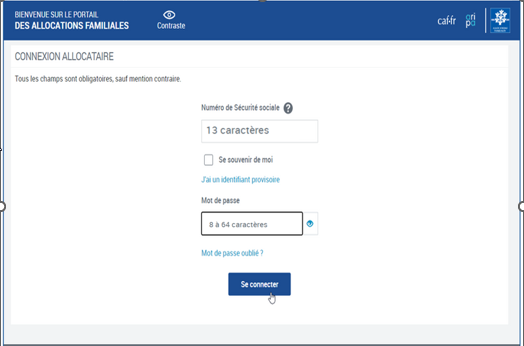 BIENVENUE SUR LE PORTAIL
DES ALLOCATIONS FAMILIALES
Contraste
caf.fr
aripa
CONNEXION ALLOCATAIRE
Tous les champs sont obligatoires, sauf mention contraire.
Numéro de Sécurité sociale ?
13 caractères
Se souvenir de moi
J'ai un identifiant provisoire
Mot de passe
8 à 64 caractères
Mot de passe oublié ?
Se connecter